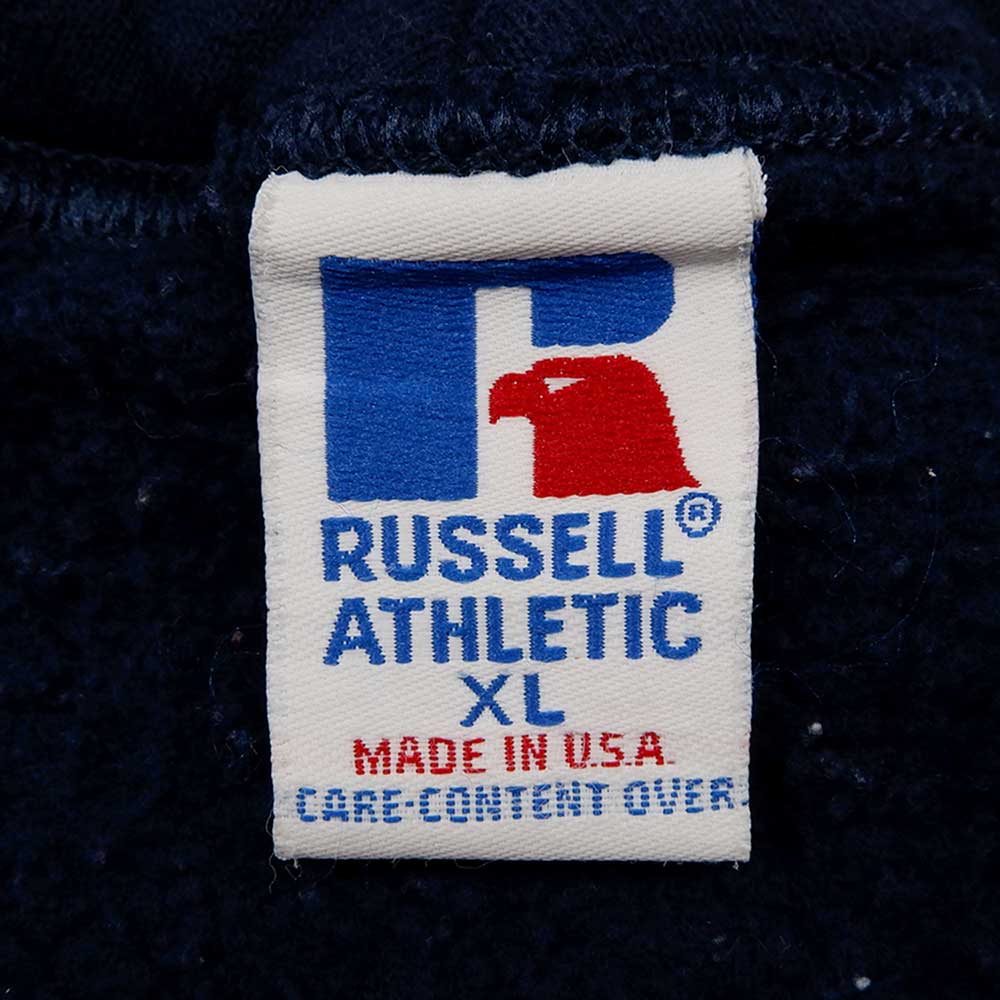 R
RUSSELL®
ATHLETIC
XL
MADE IN U.S.A.
CARE-CONTENT OVER